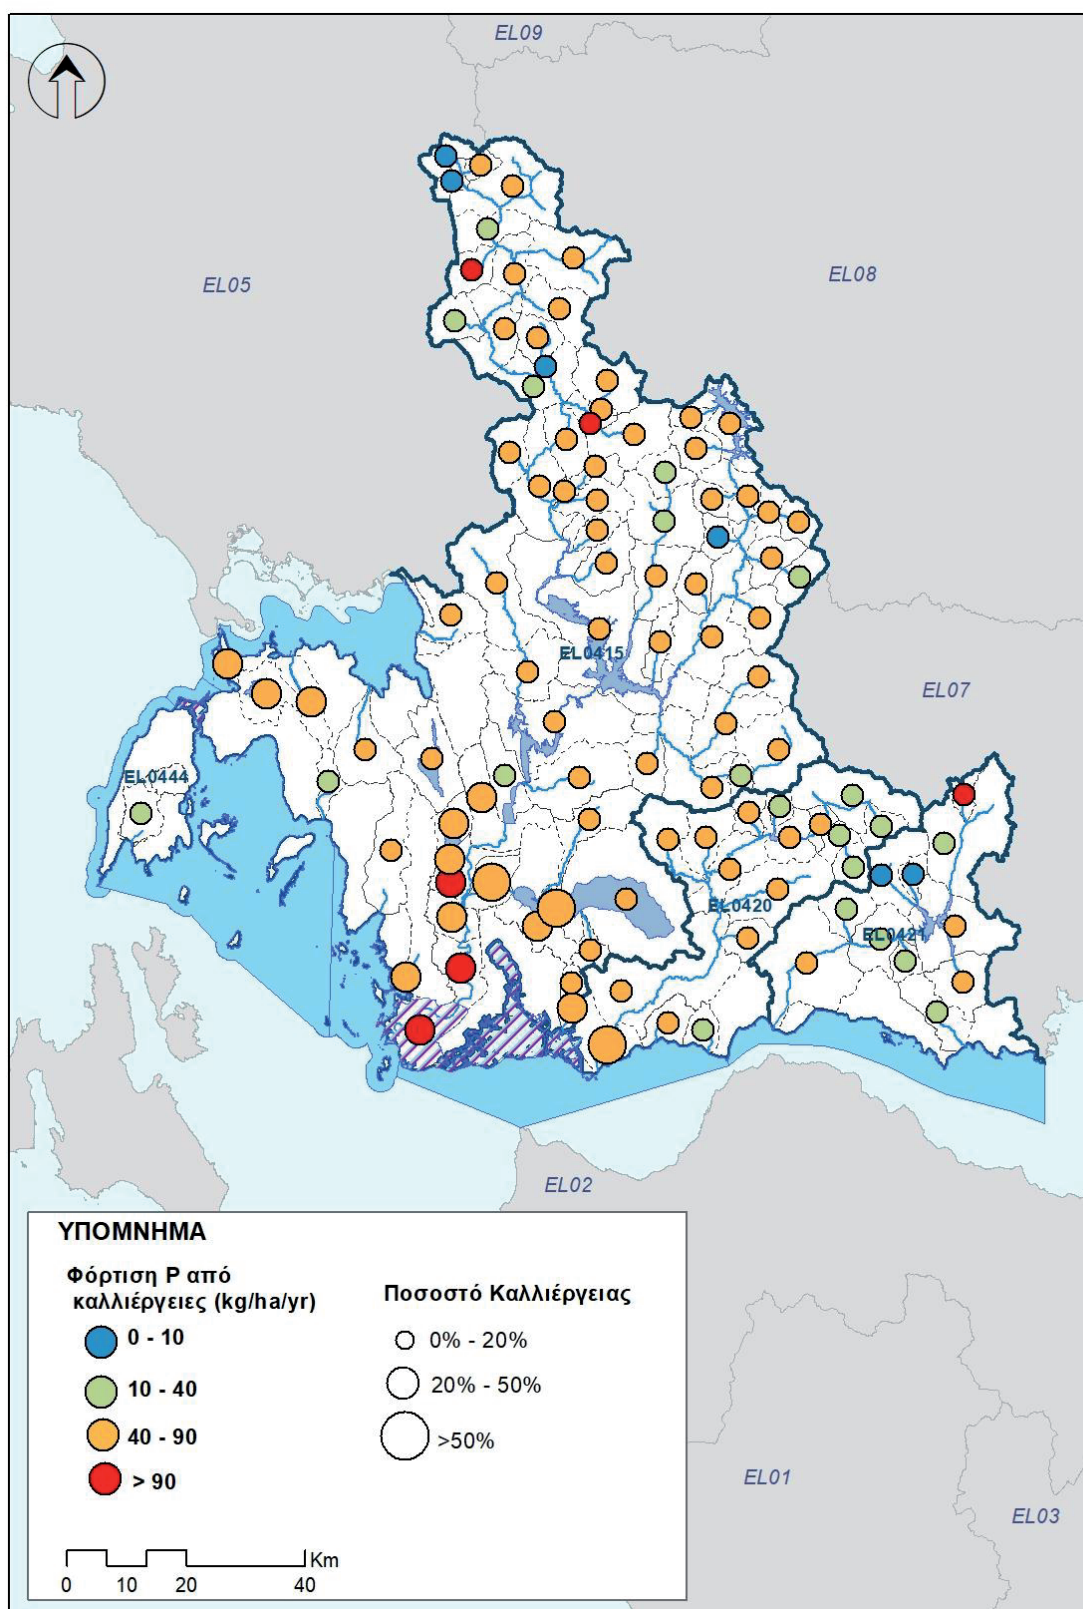 EL09
EL05
EL08
EL0415
EL07
EL0444
EL0420
EL0421
EL02
ΥΠΟΜΝΗΜΑ
Φόρτιση P από
καλλιέργειες (kg/ha/yr)
0 - 10
10 - 40
40 - 90
> 90
Ποσοστό Καλλιέργειας
0% - 20%
20% - 50%
>50%
Km
0 10 20 40
EL01
EL03